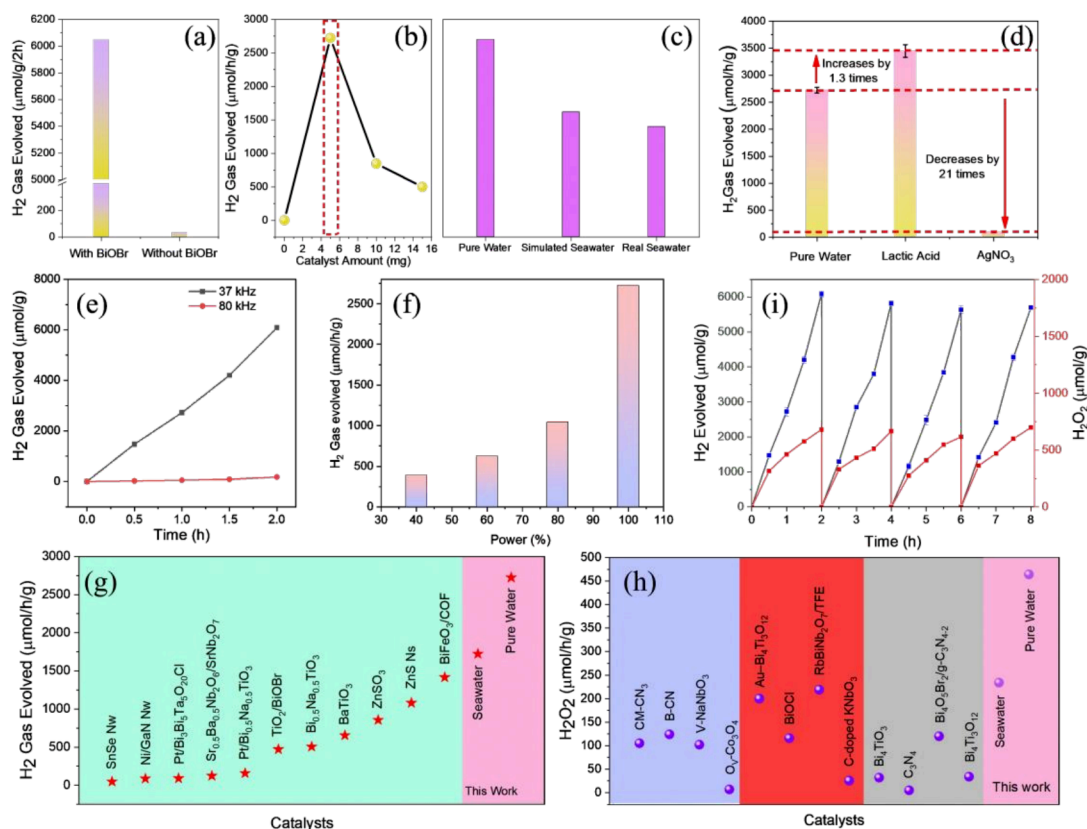 (a)
H2 Gas Evolved (μmol/g/2h)
6200
6000
5800
5600
5400
5200
5000
200
0
With BiOBr
Without BiOBr
(b)
H2 Gas Evolved (μmol/h/g)
3000
2500
2000
1500
1000
500
0
0 2 4 6 8 10 12 14 16
Catalyst Amount (mg)
(c)
Pure Water
Simulated Seawater
Real Seawater
(d)
H2Gas Evolved (μmol/h/g)
4000
3500
3000
2500
2000
1500
1000
500
0
Increases by
1.3 times
Decreases by
21 times
Pure Water
Lactic Acid
AgNO3
(e)
H2 Gas Evolved (μmol/g)
8000
6000
4000
2000
0
37 kHz
80 kHz
0.0 0.5 1.0 1.5 2.0
Time (h)
(f)
H2 Gas evolved (μmol/h/g)
2500
2000
1500
1000
500
0
30 40 50 60 70 80 90 100 110
Power (%)
(i)
H2 Evolved (μmol/g)
6000
5000
4000
3000
2000
1000
0
0 1 2 3 4 5 6 7 8
Time (h)
2000
1500
1000
500
0
H2O2 (μmol/g)
(g)
H2 Gas Evolved (μmol/h/g)
3000
2500
2000
1500
1000
500
0
SnSe Nw
Ni/GaN Nw
Pt/Bi3Bi5Ta5O20Cl
Sr0.5Ba0.5Nb2O6/SrNb2O7
Pt/Bi0.5Na0.5TiO3
TiO2/BiOBr
Bi0.5Na0.5TiO3
BaTiO3
ZnSO3
ZnS Ns
BiFeO3/COF
Seawater
Pure Water
This Work
Catalysts
(h)
H2O2 (μmol/h/g)
500
450
400
350
300
250
200
150
100
50
0
CM-CN3
B-CN
V-NaNbO3
OV-Co3O4
Au–Bi4Ti3O12
BiOCl
RbBiNb2O7/TFE
C-doped KNbO3
Bi4TiO3
C3N4
Bi4O5Br2/g-C3N4-2
Bi4Ti3O12
Seawater
Pure Water
This work
Catalysts